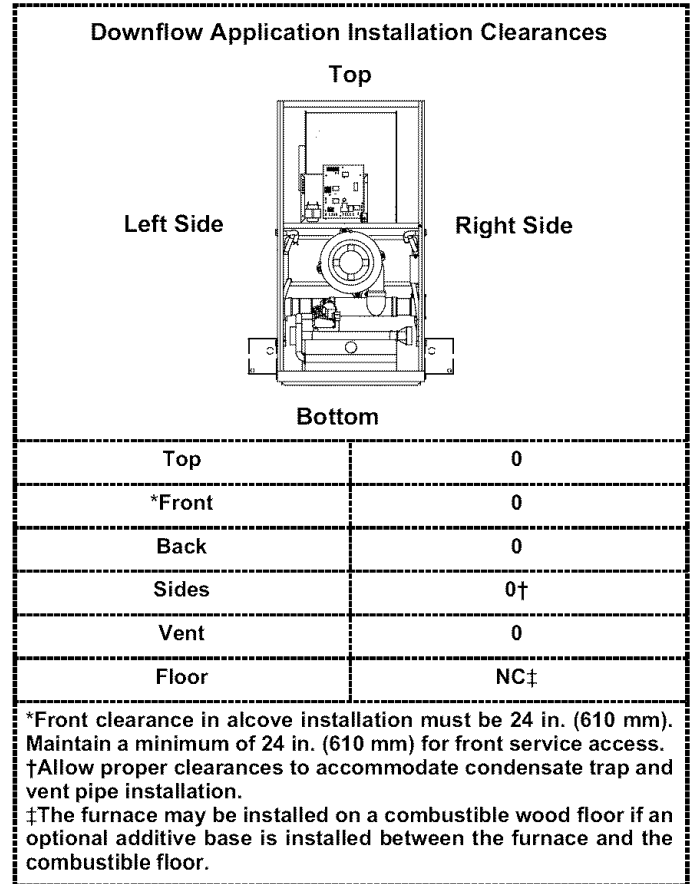 Downflow Application Installation Clearances
Top
Left Side
Right Side
Bottom
Top 0
*Front 0
Back 0
Sides 0†
Vent 0
Floor NC‡
*Front clearance in alcove installation must be 24 in. (610 mm).
Maintain a minimum of 24 in. (610 mm) for front service access.
†Allow proper clearances to accommodate condensate trap and
vent pipe installation.
‡The furnace may be installed on a combustible wood floor if an
optional additive base is installed between the furnace and the
combustible floor.